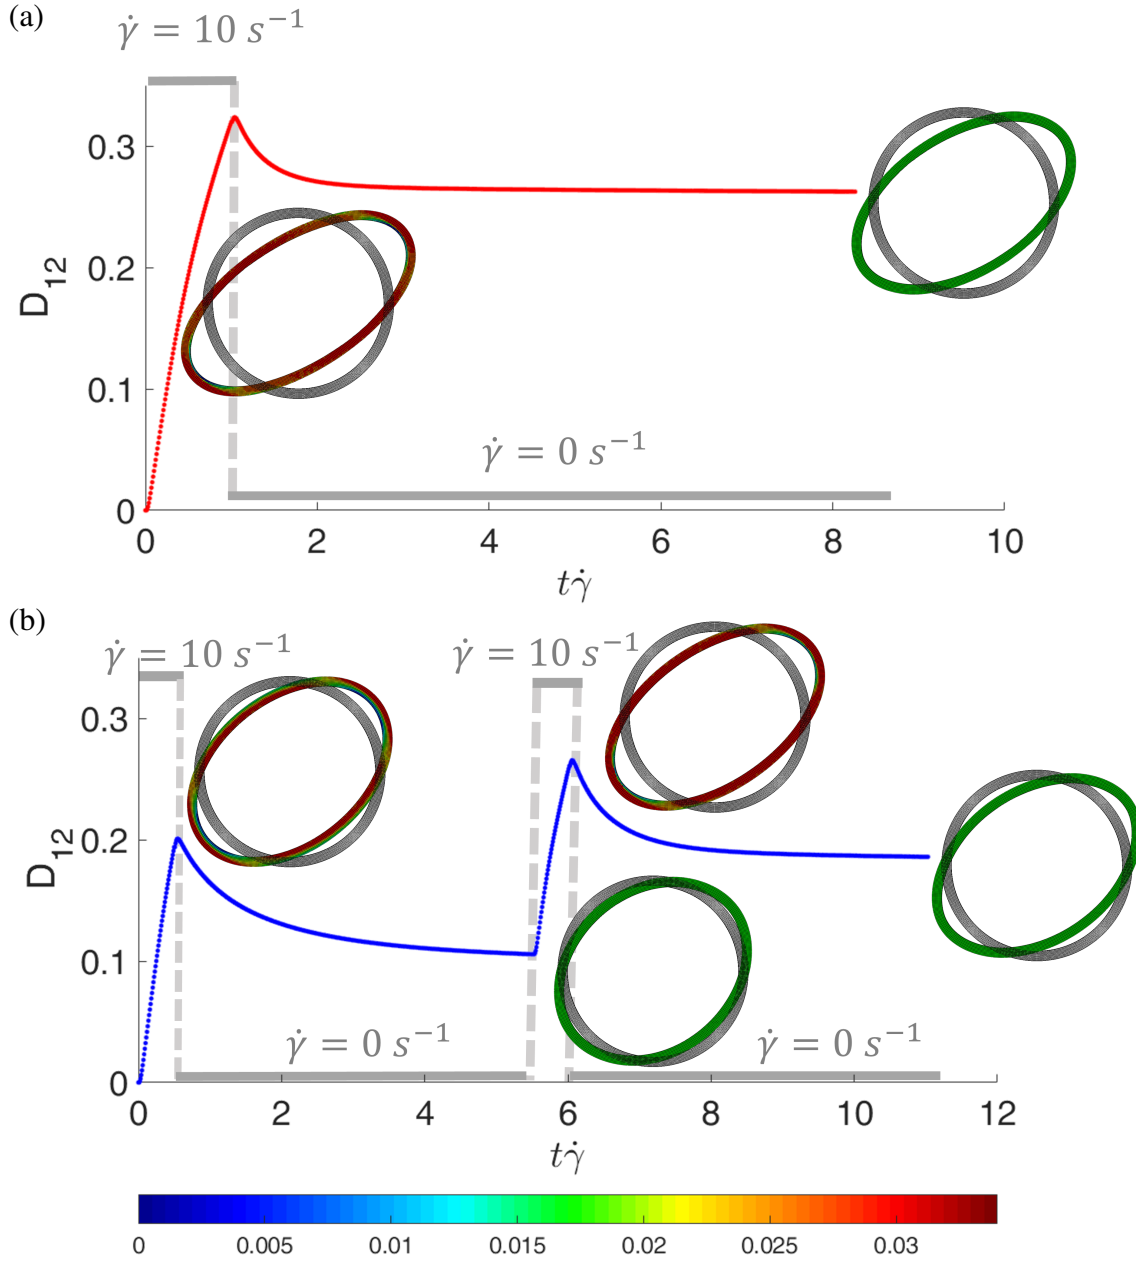 (a)
γ̇ = 10 s⁻¹
0.3
0.2
0.1
0
D₁₂
γ̇ = 0 s⁻¹
0 2 4 6 8 10
tγ̇
(b)
γ̇ = 10 s⁻¹ γ̇ = 10 s⁻¹
0.3
0.2
0.1
0
D₁₂
γ̇ = 0 s⁻¹ γ̇ = 0 s⁻¹
0 2 4 6 8 10 12
tγ̇
0 0.005 0.01 0.015 0.02 0.025 0.03